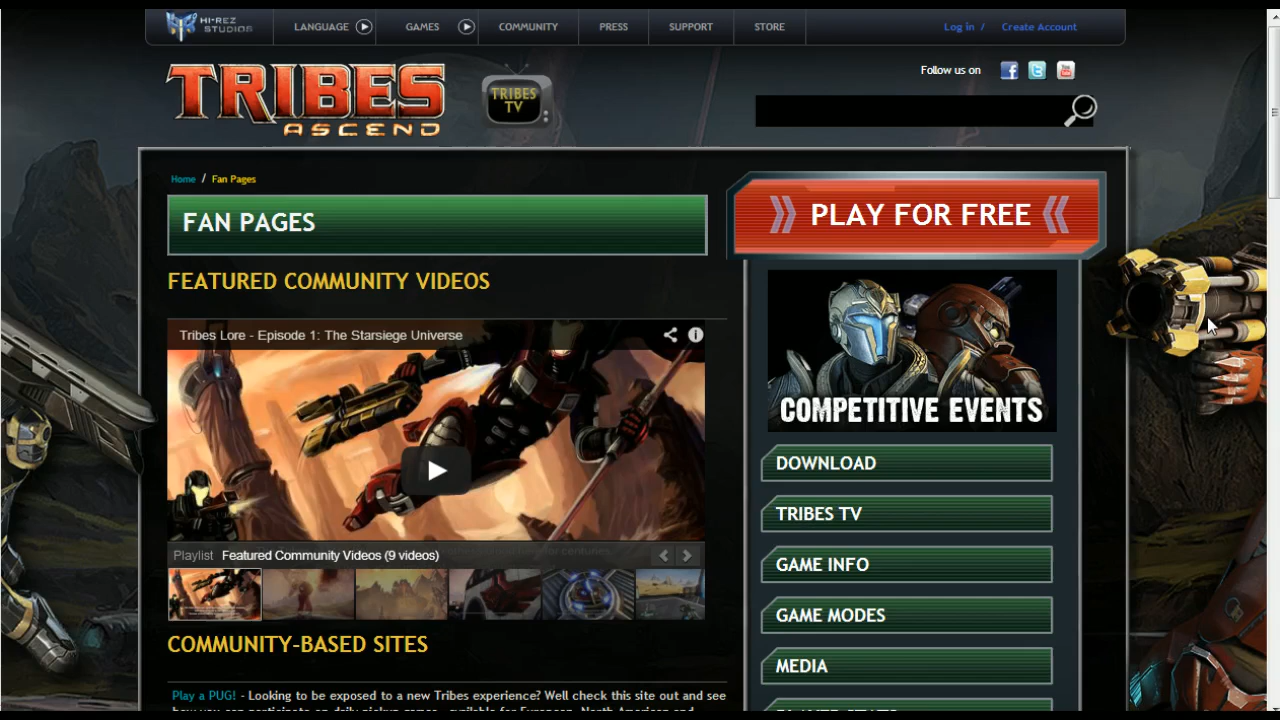 HI-REZ STUDIOS
LANGUAGE
GAMES
COMMUNITY
PRESS
SUPPORT
STORE
Log in /
Create Account
TRIBES
ASCEND
TRIBES
TV
Follow us on
Home / Fan Pages
FAN PAGES
PLAY FOR FREE
FEATURED COMMUNITY VIDEOS
Tribes Lore - Episode 1: The Starsiege Universe
Playlist Featured Community Videos (9 videos)
COMMUNITY-BASED SITES
Play a PUG! - Looking to be exposed to a new Tribes experience? Well check this site out and see
COMPETITIVE EVENTS
DOWNLOAD
TRIBES TV
GAME INFO
GAME MODES
MEDIA